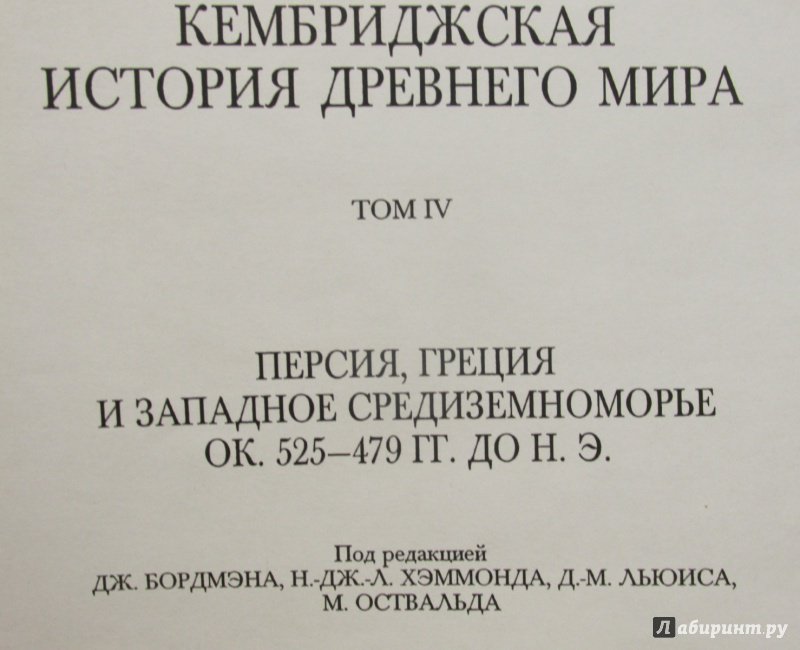 КЕМБРИДЖСКАЯ
ИСТОРИЯ ДРЕВНЕГО МИРА
ТОМ IV
ПЕРСИЯ, ГРЕЦИЯ
И ЗАПАДНОЕ СРЕДИЗЕМНОМОРЬЕ
ОК. 525–479 ГГ. ДО Н. Э.
Под редакцией
ДЖ. БОРДМЭНА, Н.-ДЖ.-Л. ХЭММОНДА, Д.-М. ЛЬЮИСА,
М. ОСТВАЛЬДА
Лабиринт.ру